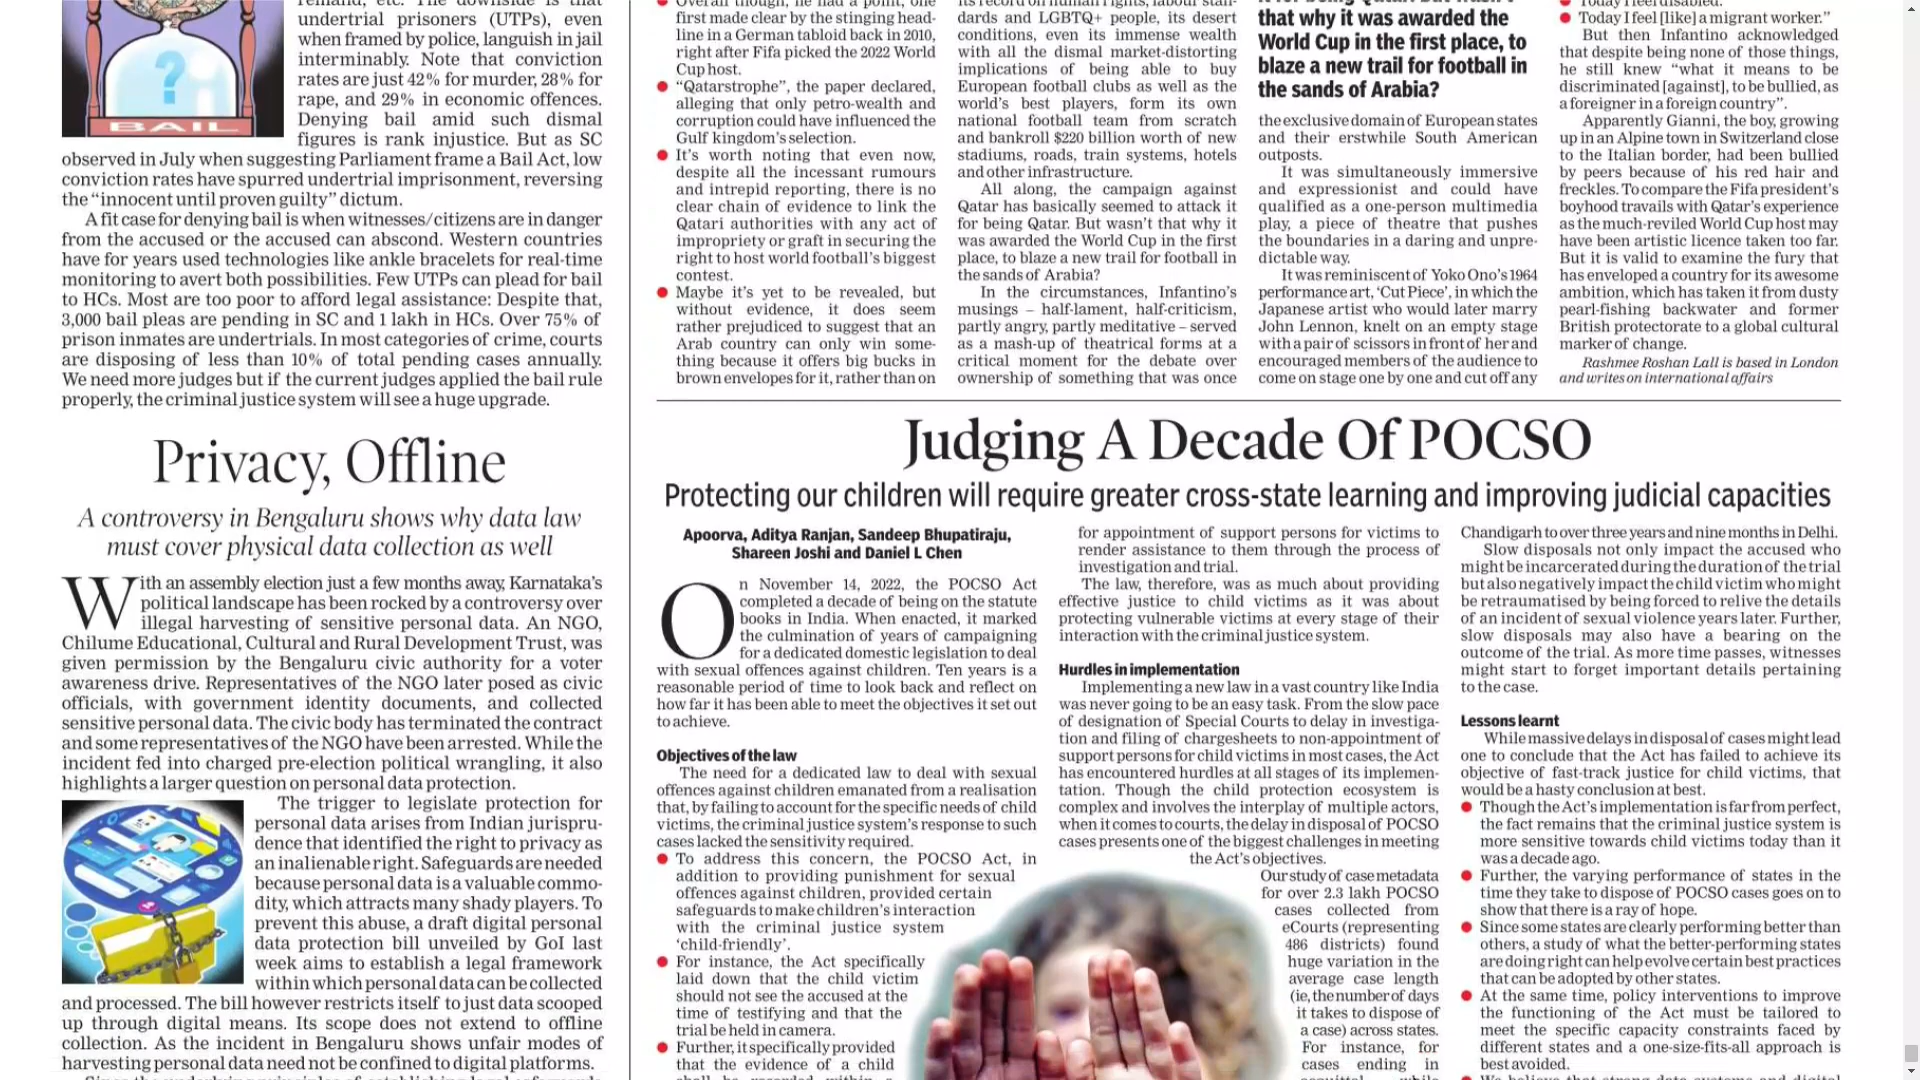 remand, etc. The downside is that
undertrial prisoners (UTPs), even
when framed by police, languish in jail
interminably. Note that conviction
rates are just 42% for murder, 28% for
rape, and 29% in economic offences.
Denying bail amid such dismal
figures is rank injustice. But as SC
BAIL
observed in July when suggesting Parliament frame a Bail Act, low
conviction rates have spurred undertrial imprisonment, reversing
the “innocent until proven guilty” dictum.
A fit case for denying bail is when witnesses/citizens are in danger
from the accused or the accused can abscond. Western countries
have for years used technologies like ankle bracelets for real-time
monitoring to avert both possibilities. Few UTPs can plead for bail
to HCs. Most are too poor to afford legal assistance: Despite that,
3,000 bail pleas are pending in SC and 1 lakh in HCs. Over 75% of
prison inmates are undertrials. In most categories of crime, courts
are disposing of less than 10% of total pending cases annually.
We need more judges but if the current judges applied the bail rule
properly, the criminal justice system will see a huge upgrade.
Privacy, Offline
A controversy in Bengaluru shows why data law
must cover physical data collection as well
With an assembly election just a few months away, Karnataka’s
political landscape has been rocked by a controversy over
illegal harvesting of sensitive personal data. An NGO,
Chilume Educational, Cultural and Rural Development Trust, was
given permission by the Bengaluru civic authority for a voter
awareness drive. Representatives of the NGO later posed as civic
officials, with government identity documents, and collected
sensitive personal data. The civic body has terminated the contract
and some representatives of the NGO have been arrested. While the
incident fed into charged pre-election political wrangling, it also
highlights a larger question on personal data protection.
The trigger to legislate protection for
personal data arises from Indian jurispru-
dence that identified the right to privacy as
an inalienable right. Safeguards are needed
because personal data is a valuable commo-
dity, which attracts many shady players. To
prevent this abuse, a draft digital personal
data protection bill unveiled by GoI last
week aims to establish a legal framework
within which personal data can be collected
and processed. The bill however restricts itself to just data scooped
up through digital means. Its scope does not extend to offline
collection. As the incident in Bengaluru shows unfair modes of
harvesting personal data need not be confined to digital platforms.
Overall though, he had a point, one
first made clear by the stinging head-
line in a German tabloid back in 2010,
right after Fifa picked the 2022 World
Cup host.
● “Qatarstrophe”, the paper declared,
alleging that only petro-wealth and
corruption could have influenced the
Gulf kingdom’s selection.
● It’s worth noting that even now,
despite all the incessant rumours
and intrepid reporting, there is no
clear chain of evidence to link the
Qatari authorities with any act of
impropriety or graft in securing the
right to host world football’s biggest
contest.
● Maybe it’s yet to be revealed, but
without evidence, it does seem
rather prejudiced to suggest that an
Arab country can only win some-
thing because it offers big bucks in
brown envelopes for it, rather than on
its record on human rights, labour stan-
dards and LGBTQ+ people, its desert
conditions, even its immense wealth
with all the dismal market-distorting
implications of being able to buy
European football clubs as well as the
world’s best players, form its own
national football team from scratch
and bankroll $220 billion worth of new
stadiums, roads, train systems, hotels
and other infrastructure.
All along, the campaign against
Qatar has basically seemed to attack it
for being Qatar. But wasn’t that why it
was awarded the World Cup in the first
place, to blaze a new trail for football in
the sands of Arabia?
In the circumstances, Infantino’s
musings – half-lament, half-criticism,
partly angry, partly meditative – served
as a mash-up of theatrical forms at a
critical moment for the debate over
ownership of something that was once
it for being Qatar. But wasn’t
that why it was awarded the
World Cup in the first place, to
blaze a new trail for football in
the sands of Arabia?
the exclusive domain of European states
and their erstwhile South American
outposts.
It was simultaneously immersive
and expressionist and could have
qualified as a one-person multimedia
play, a piece of theatre that pushes
the boundaries in a daring and unpre-
dictable way.
It was reminiscent of Yoko Ono’s 1964
performance art, ‘Cut Piece’, in which the
Japanese artist who would later marry
John Lennon, knelt on an empty stage
with a pair of scissors in front of her and
encouraged members of the audience to
come on stage one by one and cut off any
● Today I feel disabled.
● Today I feel [like] a migrant worker.”
But then Infantino acknowledged
that despite being none of those things,
he still knew “what it means to be
discriminated [against], to be bullied, as
a foreigner in a foreign country”.
Apparently Gianni, the boy, growing
up in an Alpine town in Switzerland close
to the Italian border, had been bullied
by peers because of his red hair and
freckles. To compare the Fifa president’s
boyhood travails with Qatar’s experience
as the much-reviled World Cup host may
have been artistic licence taken too far.
But it is valid to examine the fury that
has enveloped a country for its awesome
ambition, which has taken it from dusty
pearl-fishing backwater and former
British protectorate to a global cultural
marker of change.
Rashmee Roshan Lall is based in London
and writes on international affairs
Judging A Decade Of POCSO
Protecting our children will require greater cross-state learning and improving judicial capacities
Apoorva, Aditya Ranjan, Sandeep Bhupatiraju,
Shareen Joshi and Daniel L Chen
On November 14, 2022, the POCSO Act
completed a decade of being on the statute
books in India. When enacted, it marked
the culmination of years of campaigning
for a dedicated domestic legislation to deal
with sexual offences against children. Ten years is a
reasonable period of time to look back and reflect on
how far it has been able to meet the objectives it set out
to achieve.
Objectives of the law
The need for a dedicated law to deal with sexual
offences against children emanated from a realisation
that, by failing to account for the specific needs of child
victims, the criminal justice system’s response to such
cases lacked the sensitivity required.
● To address this concern, the POCSO Act, in
addition to providing punishment for sexual
offences against children, provided certain
safeguards to make children’s interaction
with the criminal justice system
‘child-friendly’.
● For instance, the Act specifically
laid down that the child victim
should not see the accused at the
time of testifying and that the
trial be held in camera.
● Further, it specifically provided
that the evidence of a child
for appointment of support persons for victims to
render assistance to them through the process of
investigation and trial.
The law, therefore, was as much about providing
effective justice to child victims as it was about
protecting vulnerable victims at every stage of their
interaction with the criminal justice system.
Hurdles in implementation
Implementing a new law in a vast country like India
was never going to be an easy task. From the slow pace
of designation of Special Courts to delay in investiga-
tion and filing of chargesheets to non-appointment of
support persons for child victims in most cases, the Act
has encountered hurdles at all stages of its implemen-
tation. Though the child protection ecosystem is
complex and involves the interplay of multiple actors,
when it comes to courts, the delay in disposal of POCSO
cases presents one of the biggest challenges in meeting
the Act’s objectives.
Our study of case metadata
for over 2.3 lakh POCSO
cases collected from
eCourts (representing
486 districts) found
huge variation in the
average case length
(ie, the number of days
it takes to dispose of
a case) across states.
For instance, for
cases ending in
Chandigarh to over three years and nine months in Delhi.
Slow disposals not only impact the accused who
might be incarcerated during the duration of the trial
but also negatively impact the child victim who might
be retraumatised by being forced to relive the details
of an incident of sexual violence years later. Further,
slow disposals may also have a bearing on the
outcome of the trial. As more time passes, witnesses
might start to forget important details pertaining
to the case.
Lessons learnt
While massive delays in disposal of cases might lead
one to conclude that the Act has failed to achieve its
objective of fast-track justice for child victims, that
would be a hasty conclusion at best.
● Though the Act’s implementation is far from perfect,
the fact remains that the criminal justice system is
more sensitive towards child victims today than it
was a decade ago.
● Further, the varying performance of states in the
time they take to dispose of POCSO cases goes on to
show that there is a ray of hope.
● Since some states are clearly performing better than
others, a study of what the better-performing states
are doing right can help evolve certain best practices
that can be adopted by other states.
● At the same time, policy interventions to improve
the functioning of the Act must be tailored to
meet the specific capacity constraints faced by
different states and a one-size-fits-all approach is
best avoided.